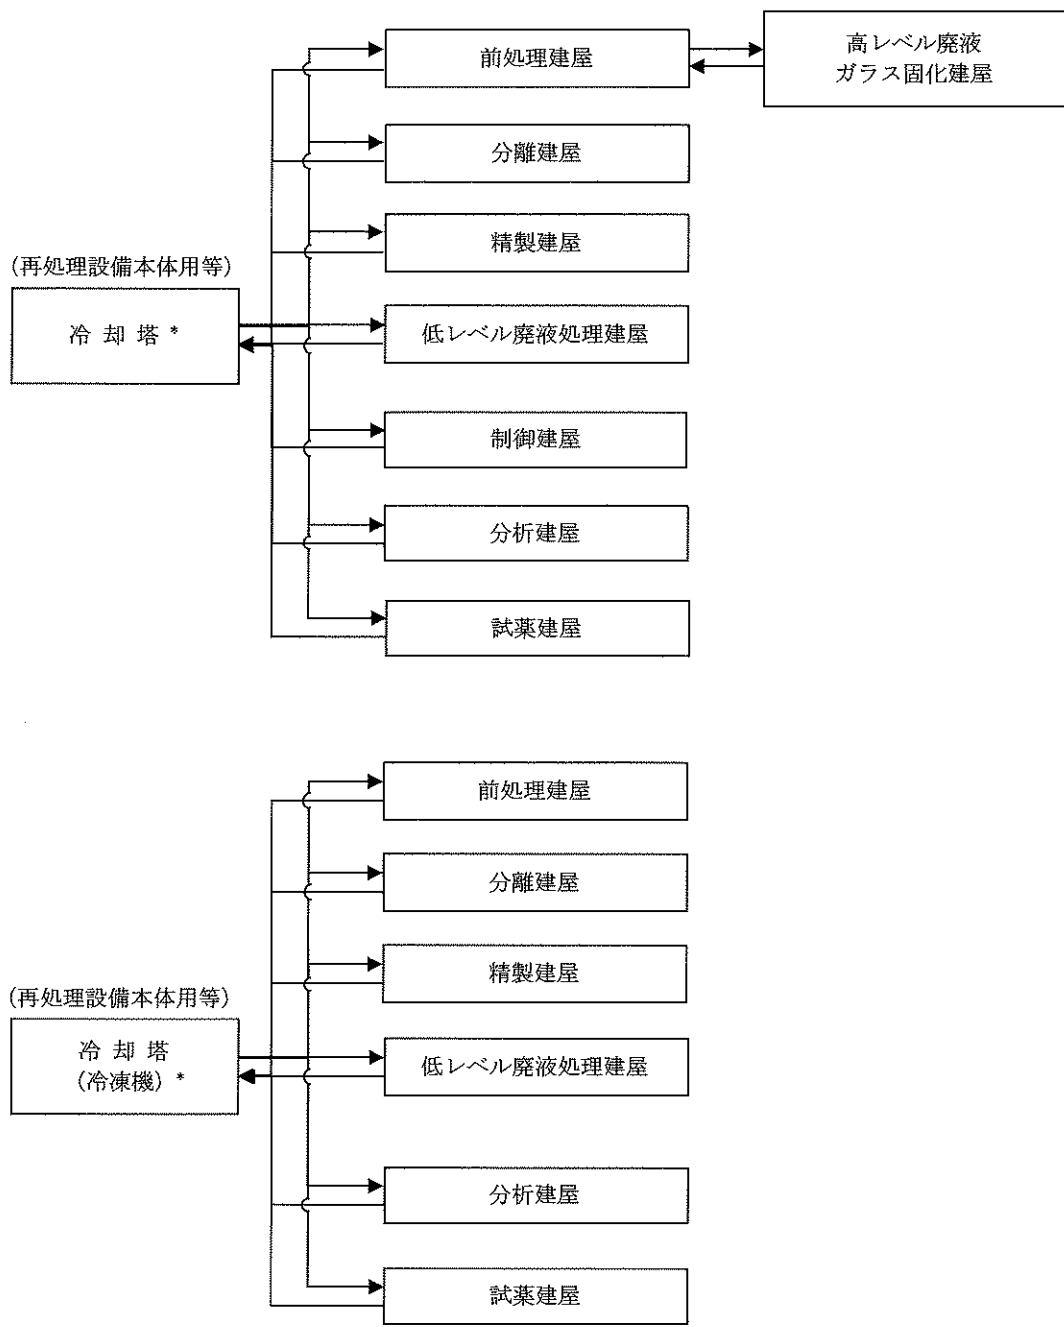 前処理建屋
高レベル廃液
ガラス固化建屋
分離建屋
精製建屋
(再処理設備本体用等)
冷却塔*
低レベル廃液処理建屋
制御建屋
分析建屋
試薬建屋
前処理建屋
分離建屋
精製建屋
(再処理設備本体用等)
冷却塔
(冷凍機)*
低レベル廃液処理建屋
分析建屋
試薬建屋